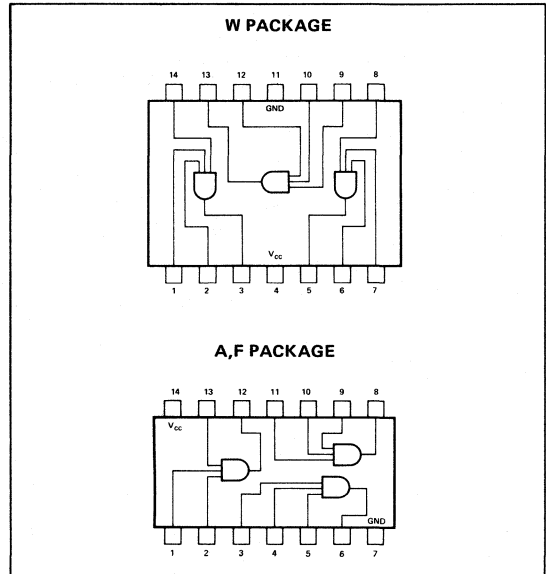 W PACKAGE
14 13 12 11 10 9 8
GND
Vcc
1 2 3 4 5 6 7
A,F PACKAGE
14 13 12 11 10 9 8
Vcc
GND
1 2 3 4 5 6 7